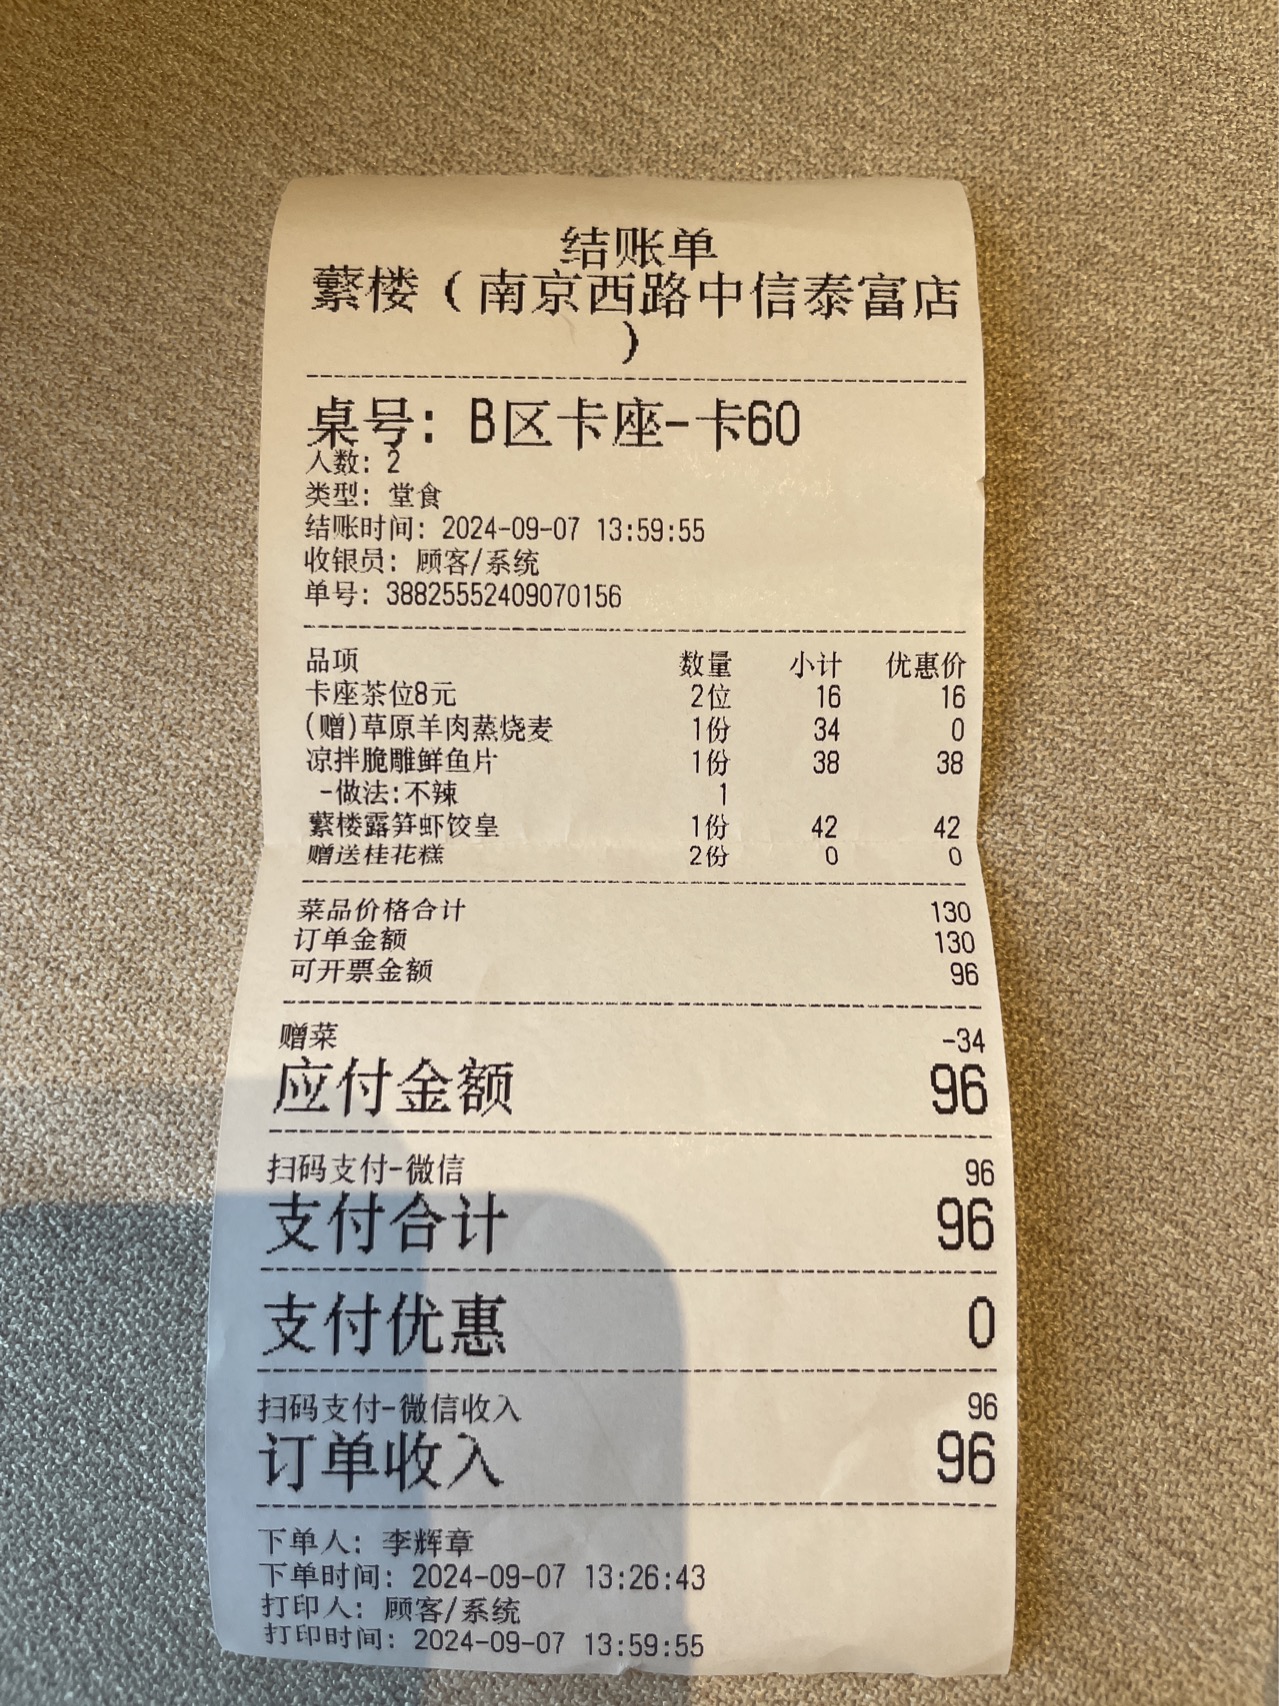 结账单
蘩楼（南京西路中信泰富店
）
桌号: B区卡座-卡60
人数: 2
类型: 堂食
结账时间: 2024-09-07 13:59:55
收银员: 顾客/系统
单号: 38825552409070156
品项 数量 小计 优惠价
卡座茶位8元 2位 16 16
(赠)草原羊肉蒸烧麦 1份 34 0
凉拌脆雕鲜鱼片 1份 38 38
-做法:不辣 1
蘩楼露笋虾饺皇 1份 42 42
赠送桂花糕 2份 0 0
菜品价格合计 130
订单金额 130
可开票金额 96
赠菜 -34
应付金额 96
扫码支付-微信 96
支付合计 96
支付优惠 0
扫码支付-微信收入 96
订单收入 96
下单人: 李辉章
下单时间: 2024-09-07 13:26:43
打印人: 顾客/系统
打印时间: 2024-09-07 13:59:55